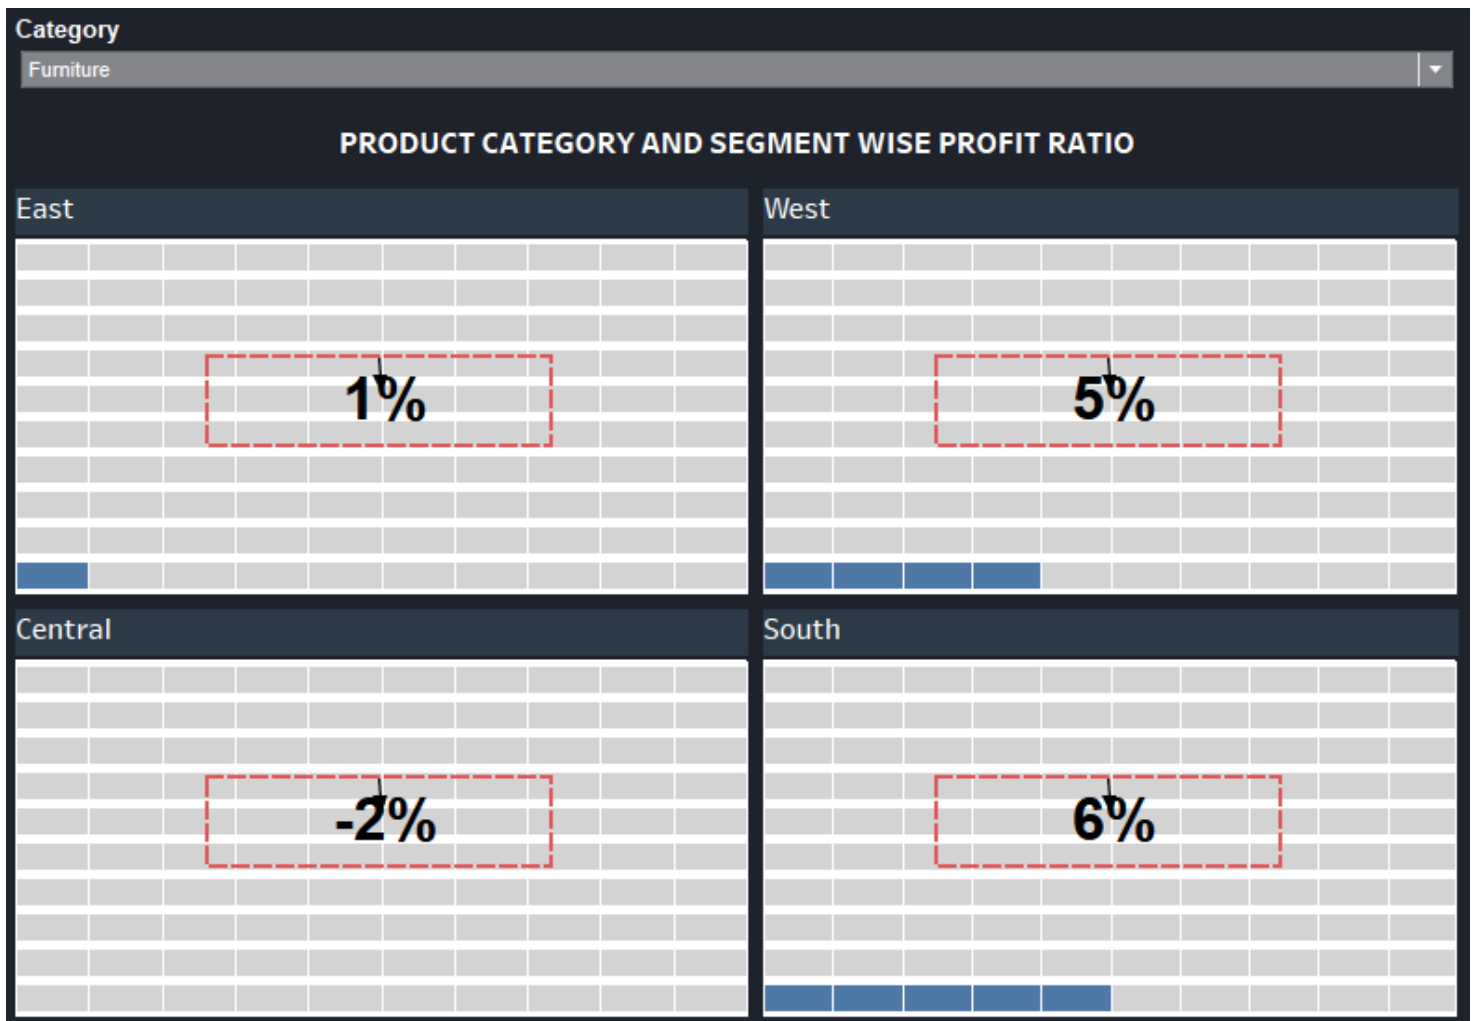 Category
Furniture
PRODUCT CATEGORY AND SEGMENT WISE PROFIT RATIO
East
West
1%
5%
Central
South
-2%
6%